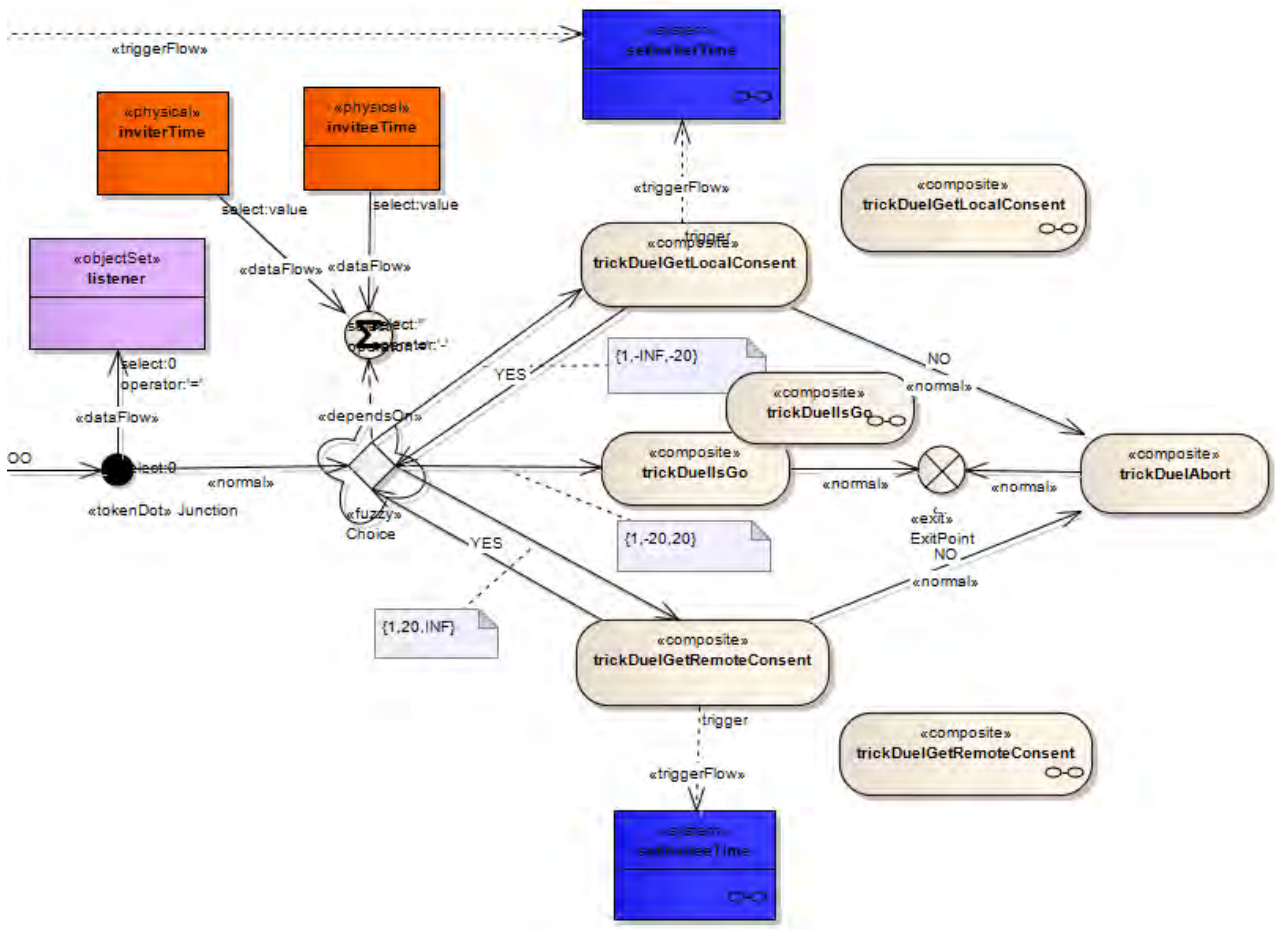 «triggerFlow»
«system»
setInviterTime
«physical»
inviterTime
«physical»
inviteeTime
select:value
select:value
«dataFlow»
«dataFlow»
«objectSet»
listener
select:0
operator:'='
«dataFlow»
operator:'-'
«dependsOn»
OO
select:0
«normal»
«tokenDot» Junction
«fuzzy»
Choice
«triggerFlow»
trigger
«composite»
trickDuelGetLocalConsent
«composite»
trickDuelGetLocalConsent
{1,-INF,-20}
YES
NO
«normal»
«composite»
trickDuelIsGo
«composite»
trickDuelIsGo
«normal»
«normal»
«composite»
trickDuelAbort
«exit»
ExitPoint
{1,-20,20}
YES
NO
«normal»
{1,20,INF}
«composite»
trickDuelGetRemoteConsent
trigger
«composite»
trickDuelGetRemoteConsent
«triggerFlow»
«system»
setInviteeTime